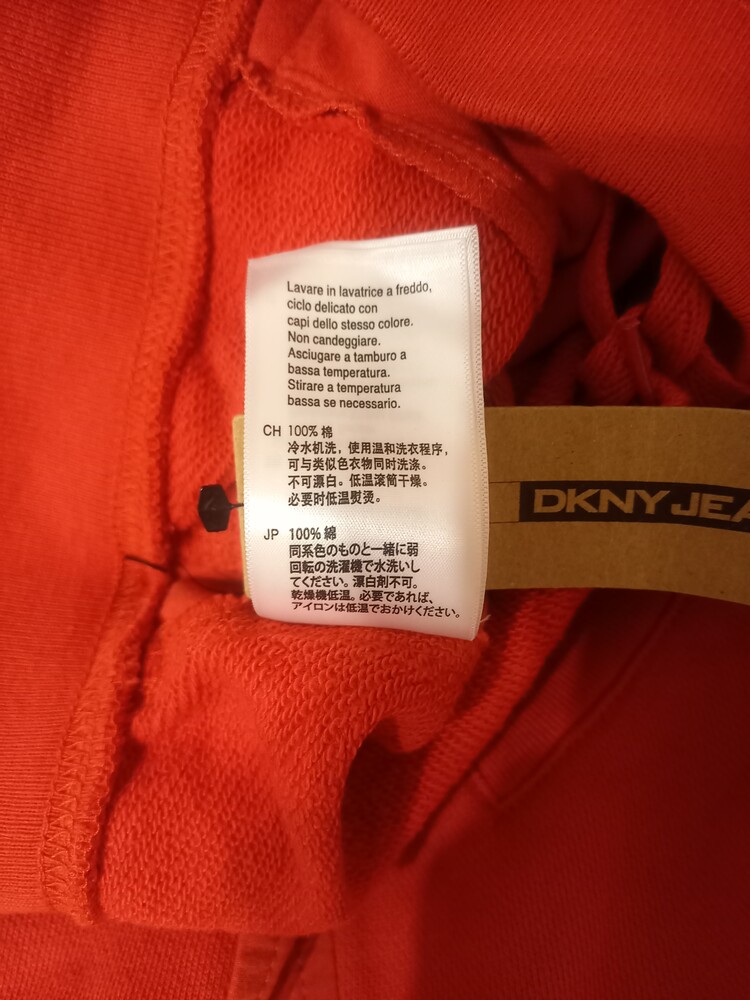 Lavare in lavatrice a freddo,
ciclo delicato con
capi dello stesso colore.
Non candeggiare.
Asciugare a tamburo a
bassa temperatura.
Stirare a temperatura
bassa se necessario.
CH 100% 棉
冷水机洗，使用温和洗衣程序，
可与类似色衣物同时洗涤。
不可漂白。低温滚筒干燥。
必要时低温熨烫。
JP 100% 綿
同系色のものと一緒に弱
回転の洗濯機で水洗いし
てください。漂白剤不可。
乾燥機低温。必要であれば、
アイロンは低温でおかけください。
DKNY JEA